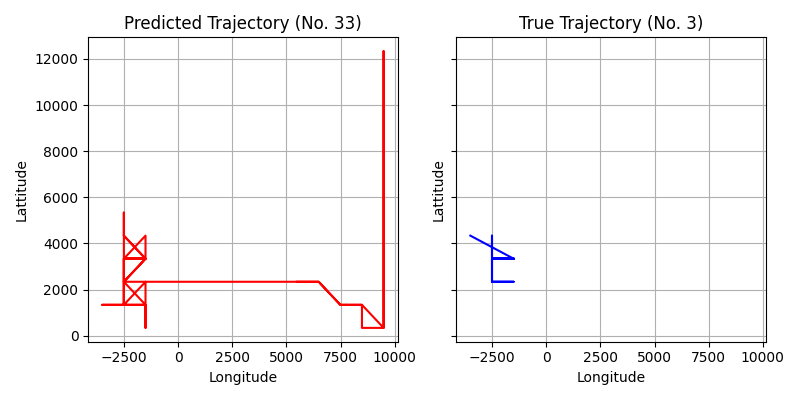 Predicted Trajectory (No. 33)
True Trajectory (No. 3)
12000
10000
8000
6000
4000
2000
0
Lattitude
Lattitude
−2500 0 2500 5000 7500 10000
−2500 0 2500 5000 7500 10000
Longitude
Longitude